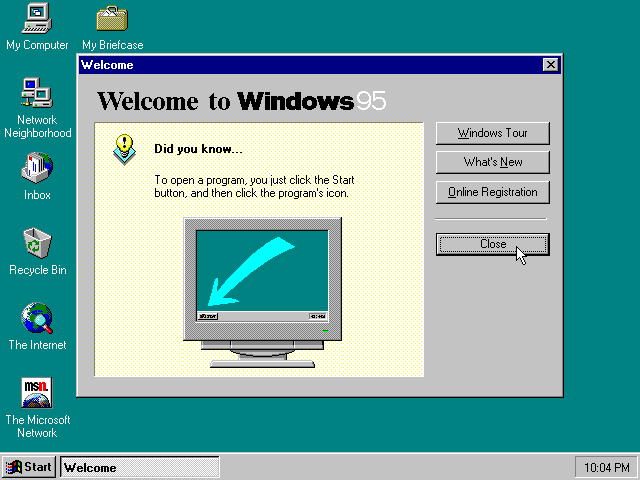 My Computer
My Briefcase
Network
Neighborhood
Inbox
Recycle Bin
The Internet
msn.
The Microsoft
Network
Welcome
Welcome to Windows 95
Did you know...
To open a program, you just click the Start
button, and then click the program's icon.
Windows Tour
What's New
Online Registration
Close
Start
Welcome
10:04 PM